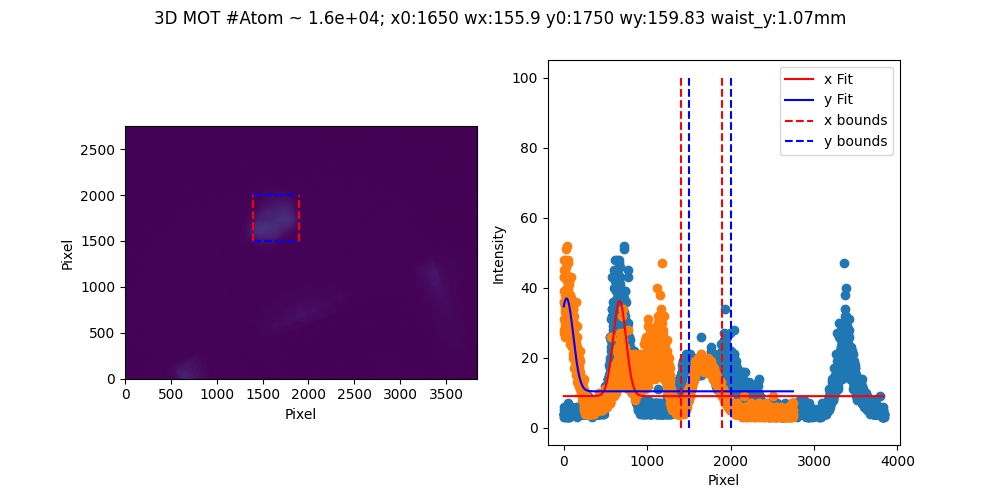 3D MOT #Atom ~ 1.6e+04; x0:1650 wx:155.9 y0:1750 wy:159.83 waist_y:1.07mm
2500
2000
1500
1000
500
0
Pixel
0 500 1000 1500 2000 2500 3000 3500
Pixel
100
80
60
40
20
0
Intensity
0 1000 2000 3000 4000
Pixel
x Fit
y Fit
x bounds
y bounds